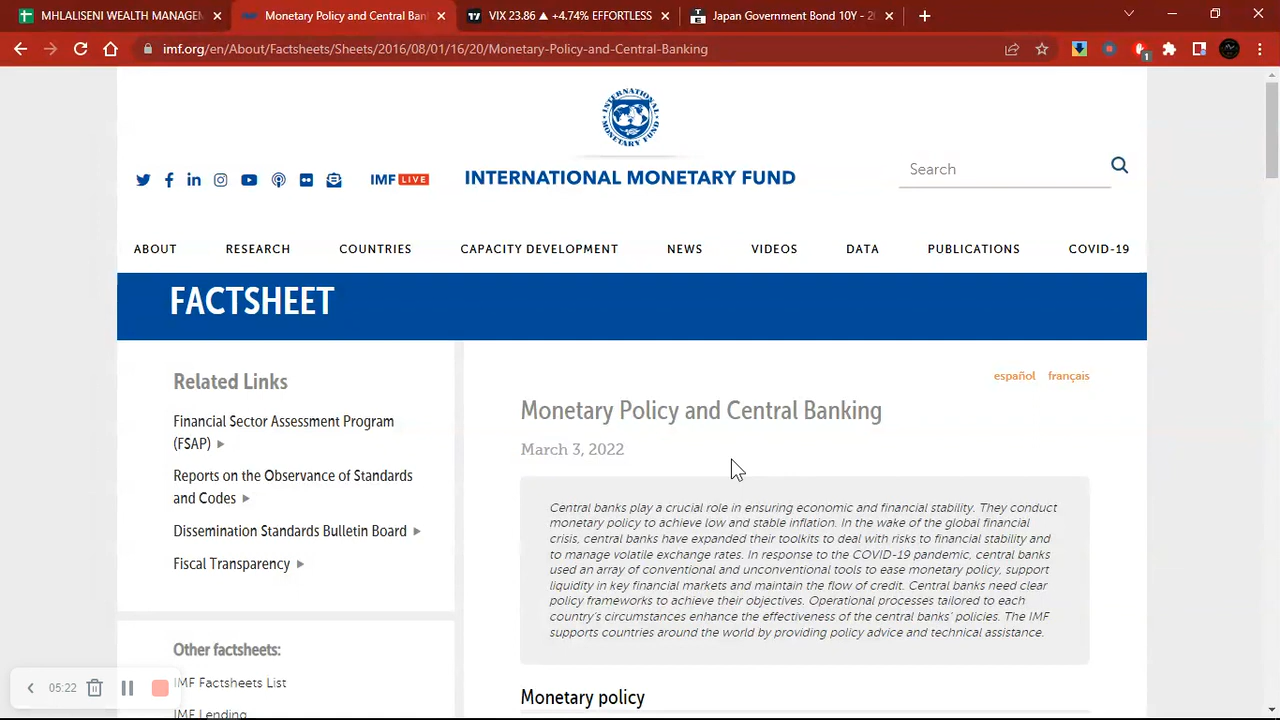 MHLALISENI WEALTH MANAGEM
Monetary Policy and Central Ban
VIX 23.86 ▲ +4.74% EFFORTLESS
Japan Government Bond 10Y - 20
imf.org/en/About/Factsheets/Sheets/2016/08/01/16/20/Monetary-Policy-and-Central-Banking
1
INTERNATIONAL MONETARY FUND
IMF LIVE
INTERNATIONAL MONETARY FUND
Search
ABOUT
RESEARCH
COUNTRIES
CAPACITY DEVELOPMENT
NEWS
VIDEOS
DATA
PUBLICATIONS
COVID-19
FACTSHEET
Related Links
Financial Sector Assessment Program
(FSAP)
Reports on the Observance of Standards
and Codes
Dissemination Standards Bulletin Board
Fiscal Transparency
Other factsheets:
IMF Factsheets List
IMF Lending
español français
Monetary Policy and Central Banking
March 3, 2022
Central banks play a crucial role in ensuring economic and financial stability. They conduct
monetary policy to achieve low and stable inflation. In the wake of the global financial
crisis, central banks have expanded their toolkits to deal with risks to financial stability and
to manage volatile exchange rates. In response to the COVID-19 pandemic, central banks
used an array of conventional and unconventional tools to ease monetary policy, support
liquidity in key financial markets and maintain the flow of credit. Central banks need clear
policy frameworks to achieve their objectives. Operational processes tailored to each
country's circumstances enhance the effectiveness of the central banks' policies. The IMF
supports countries around the world by providing policy advice and technical assistance.
Monetary policy
05:22